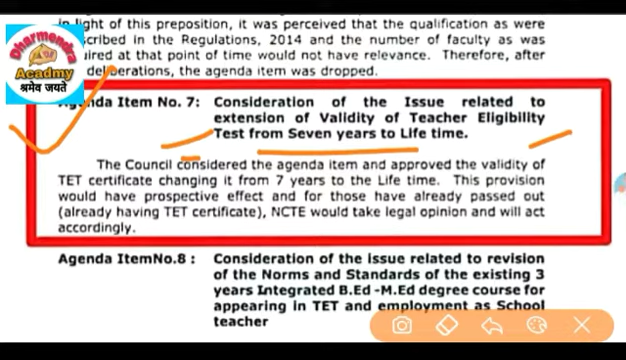 in light of this preposition, it was perceived that the qualification as were
scribed in the Regulations, 2014 and the number of faculty as was
uired at that point of time would not have relevance. Therefore, after
deliberations, the agenda item was dropped.
Dharmendra
Acadmy
श्रमेव जयते
Agenda Item No. 7: Consideration of the Issue related to
extension of Validity of Teacher Eligibility
Test from Seven years to Life time.
The Council considered the agenda item and approved the validity of
TET certificate changing it from 7 years to the Life time. This provision
would have prospective effect and for those have already passed out
(already having TET certificate), NCTE would take legal opinion and will act
accordingly.
Agenda ItemNo.8 : Consideration of the issue related to revision
of the Norms and Standards of the existing 3
years Integrated B.Ed -M.Ed degree course for
appearing in TET and employment as School
teacher